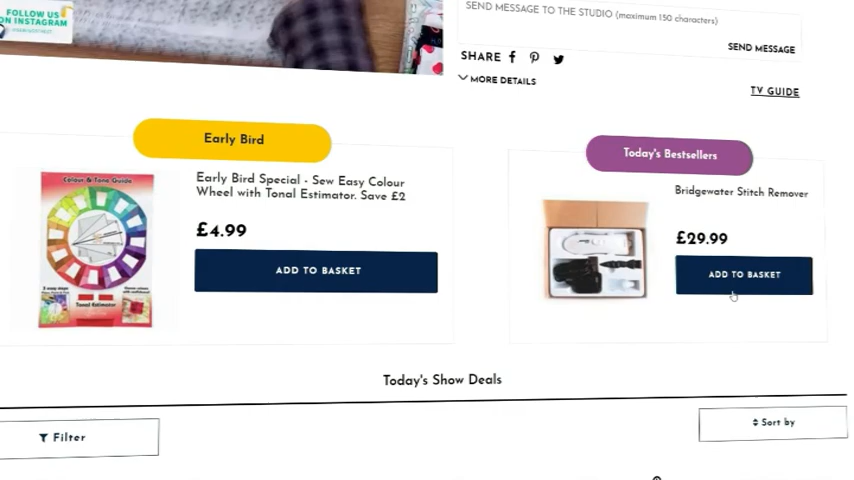 FOLLOW US
ON INSTAGRAM
SEND MESSAGE TO THE STUDIO (maximum 150 characters)
SEND MESSAGE
SHARE
MORE DETAILS
TV GUIDE
Early Bird
Today's Bestsellers
Colour & Tone Guide
Early Bird Special - Sew Easy Colour
Wheel with Tonal Estimator. Save £2
£4.99
ADD TO BASKET
Tonal Estimator
Bridgewater Stitch Remover
£29.99
ADD TO BASKET
Today's Show Deals
Filter
Sort by